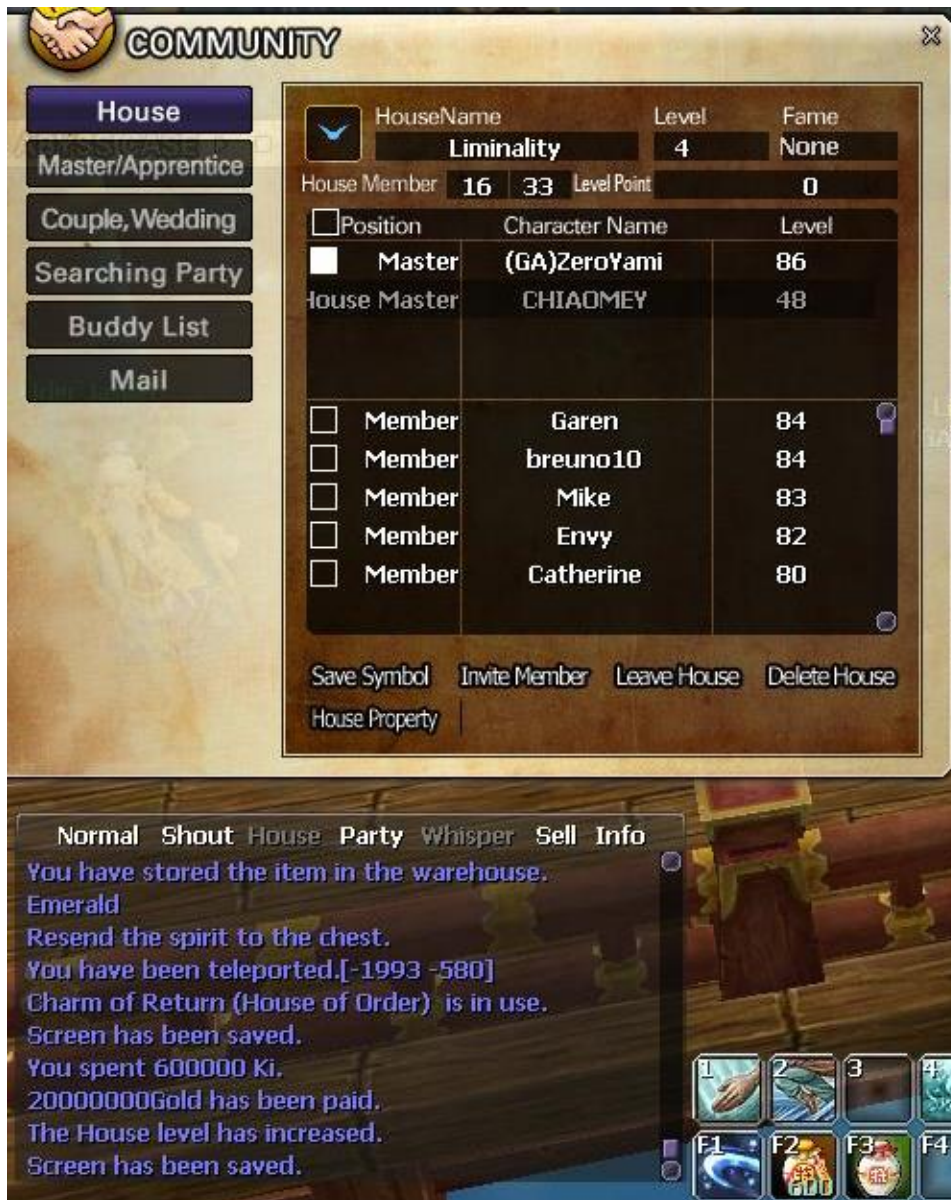 COMMUNITY
House
Master/Apprentice
Couple,Wedding
Searching Party
Buddy List
Mail
HouseName Level Fame
Liminality 4 None
House Member 16 33 Level Point 0
Position Character Name Level
Master (GA)ZeroYami 86
House Master CHIAOMEY 48
Member Garen 84
Member breuno10 84
Member Mike 83
Member Envy 82
Member Catherine 80
Save Symbol Invite Member Leave House Delete House
House Property
Normal Shout House Party Whisper Sell Info
You have stored the item in the warehouse.
Emerald
Resend the spirit to the chest.
You have been teleported.[-1993 -580]
Charm of Return (House of Order) is in use.
Screen has been saved.
You spent 600000 Ki.
20000000Gold has been paid.
The House level has increased.
Screen has been saved.
1 2 3 4
F1 F2 F3 F4